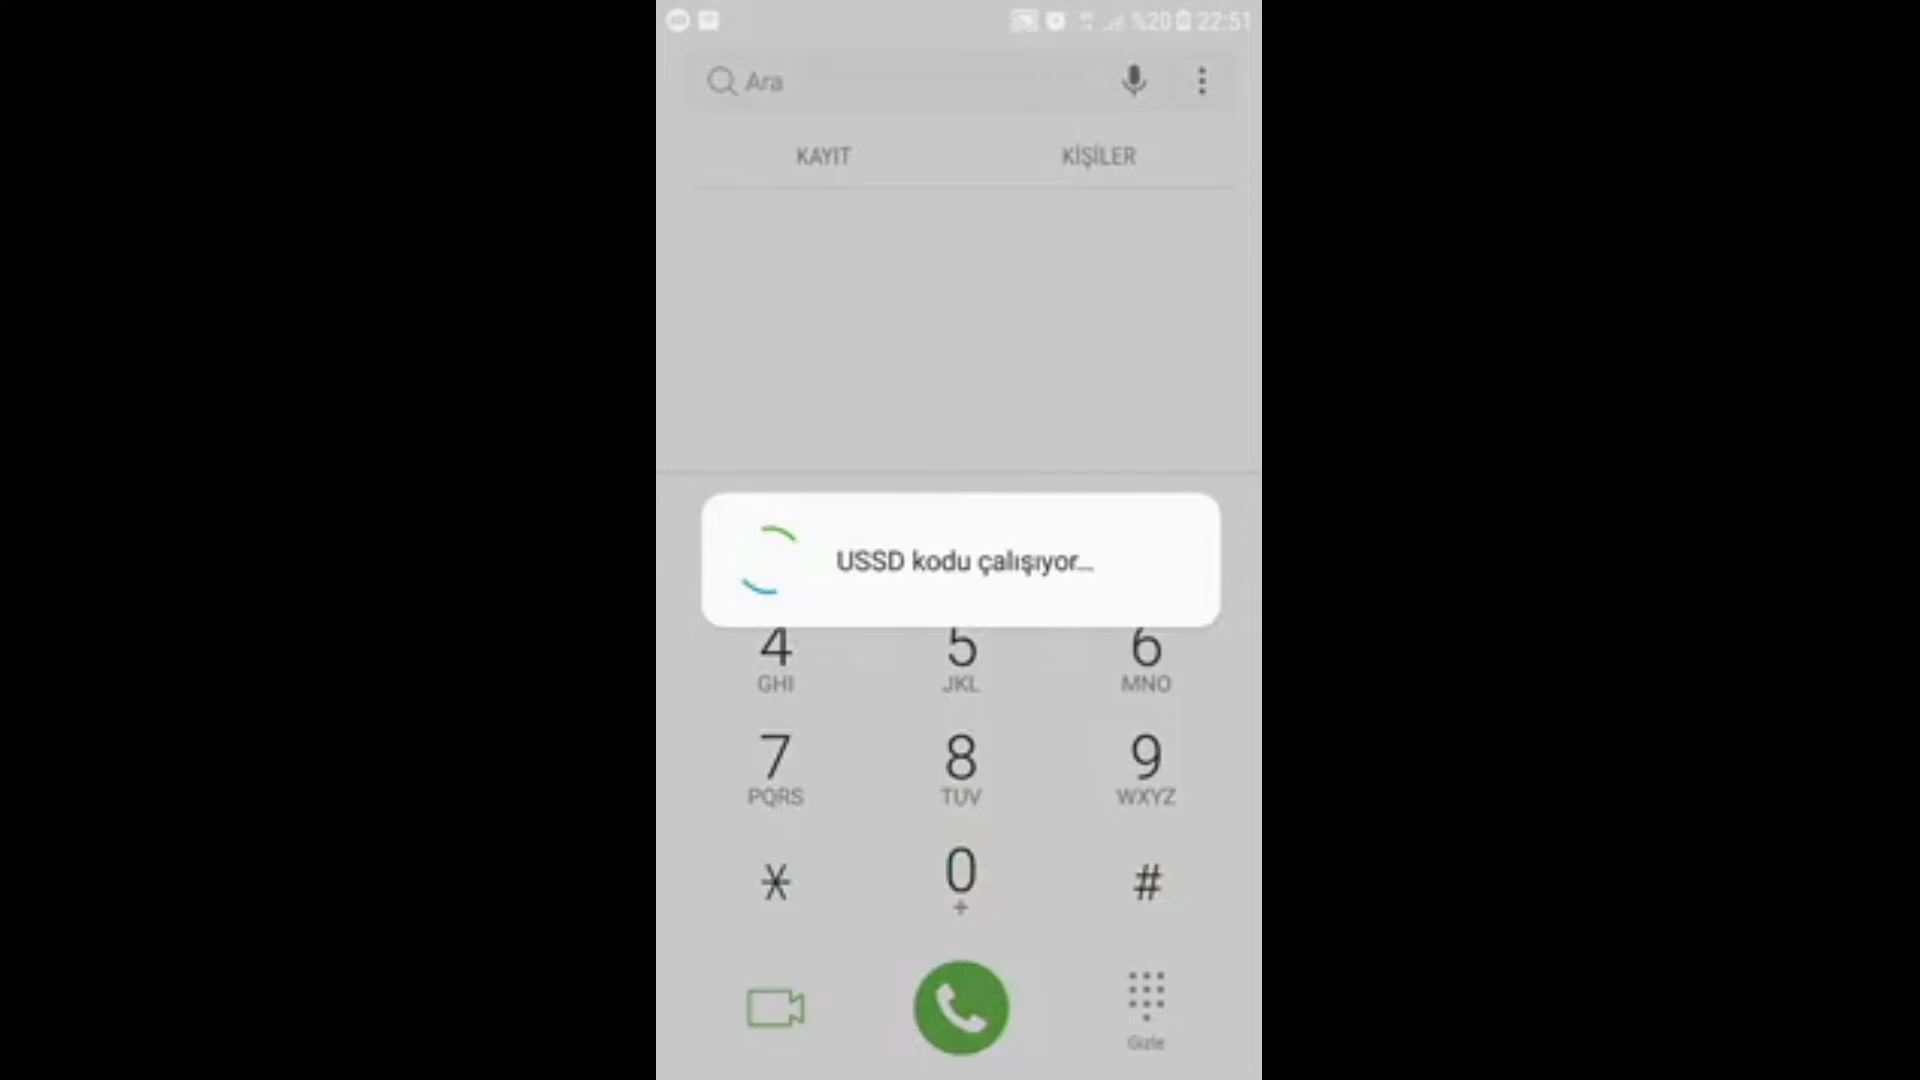 %20 22:51
Ara
KAYIT KİŞİLER
USSD kodu çalışıyor...
4 5 6
GHI JKL MNO
7 8 9
PQRS TUV WXYZ
* 0 #
+
Gizle